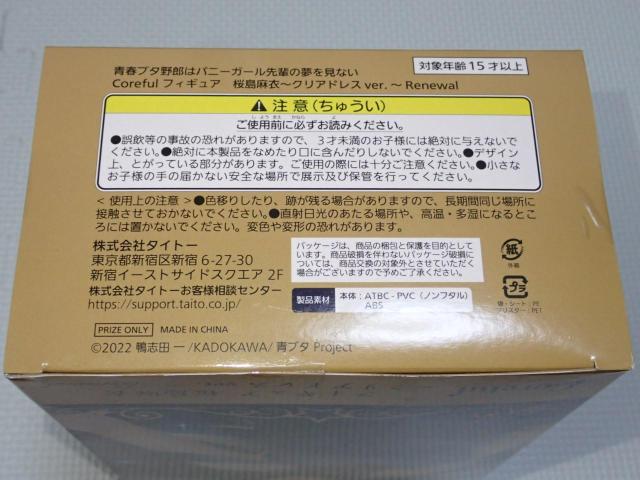 青春ブタ野郎はバニーガール先輩の夢を見ない
Coreful フィギュア　桜島麻衣～クリアドレス ver. ～ Renewal
対象年齢 15 才以上
注 意 (ちゅうい)
ご使用前に必ずお読みください。
●誤飲等の事故の恐れがありますので、3才未満のお子様には絶対に与えないで
ください。●絶対に本製品をなめたり口に含んだりしないでください。●デザイン
上、とがっている部分があります。ご使用の際には十分ご注意ください。●小さな
お子様の手の届かない安全な場所で展示及び保管を行ってください。
< 使用上の注意 > ●色移りしたり、跡が残る場合がありますので、長期間同じ場所に
接触させておかないでください。●直射日光のあたる場所や、高温・多湿になるとこ
ろには置かないでください。変色や変形の恐れがあります。
株式会社タイトー
東京都新宿区新宿 6-27-30
新宿イーストサイドスクエア 2F
株式会社タイトーお客様相談センター
https://support.taito.co.jp/
パッケージは、商品の梱包と保護を目的として
います。商品破損を伴わないパッケージ破損に
ついては、商品交換の対象外とさせていただく
場合がございますので予めご了承ください。
製品素材
本体：ATBC - PVC（ノンフタル）
ABS
紙
外箱
プラ
袋・シート：PE
ブリスター：PET
PRIZE ONLY
MADE IN CHINA
©2022 鴨志田 一 /KADOKAWA/ 青ブタ Project